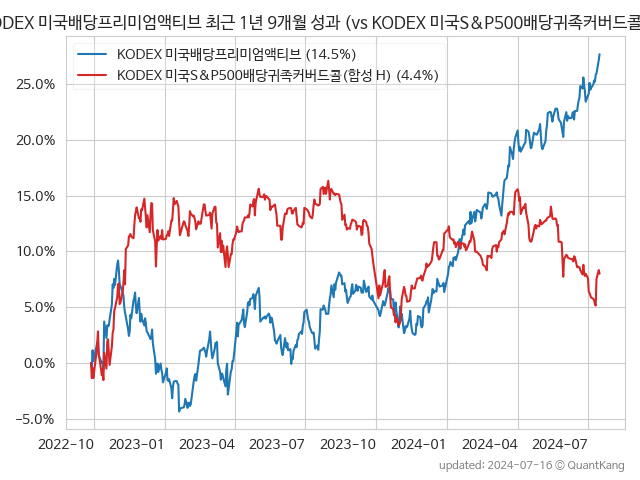 ODEX 미국배당프리미엄액티브 최근 1년 9개월 성과 (vs KODEX 미국S&P500배당귀족커버드콜
KODEX 미국배당프리미엄액티브 (14.5%)
KODEX 미국S&P500배당귀족커버드콜(합성 H) (4.4%)
25.0%
20.0%
15.0%
10.0%
5.0%
0.0%
−5.0%
2022-10 2023-01 2023-04 2023-07 2023-10 2024-01 2024-04 2024-07
updated: 2024-07-16 © QuantKang